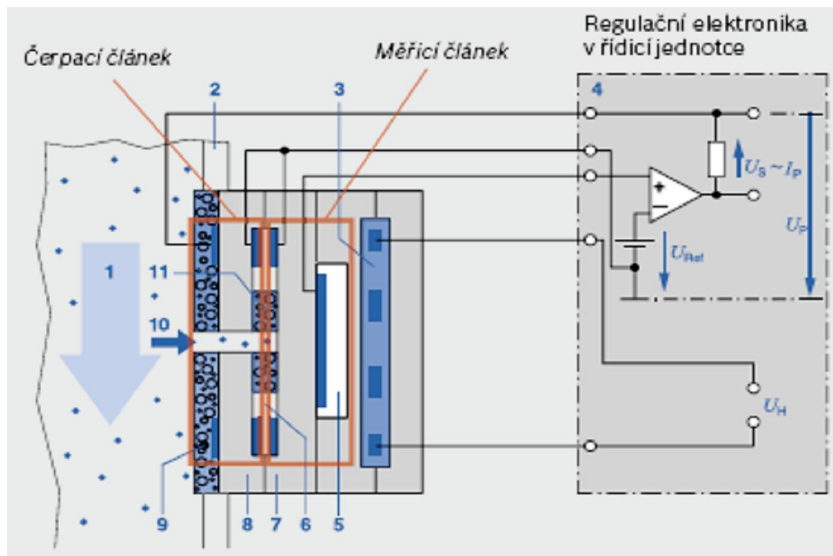 Regulační elektronika
v řídicí jednotce
Čerpací článek
Měřicí článek
2
3
4
+
−
U_S ~ I_P
U_P
U_Ref
1
11
10
U_H
9
8
7
6
5